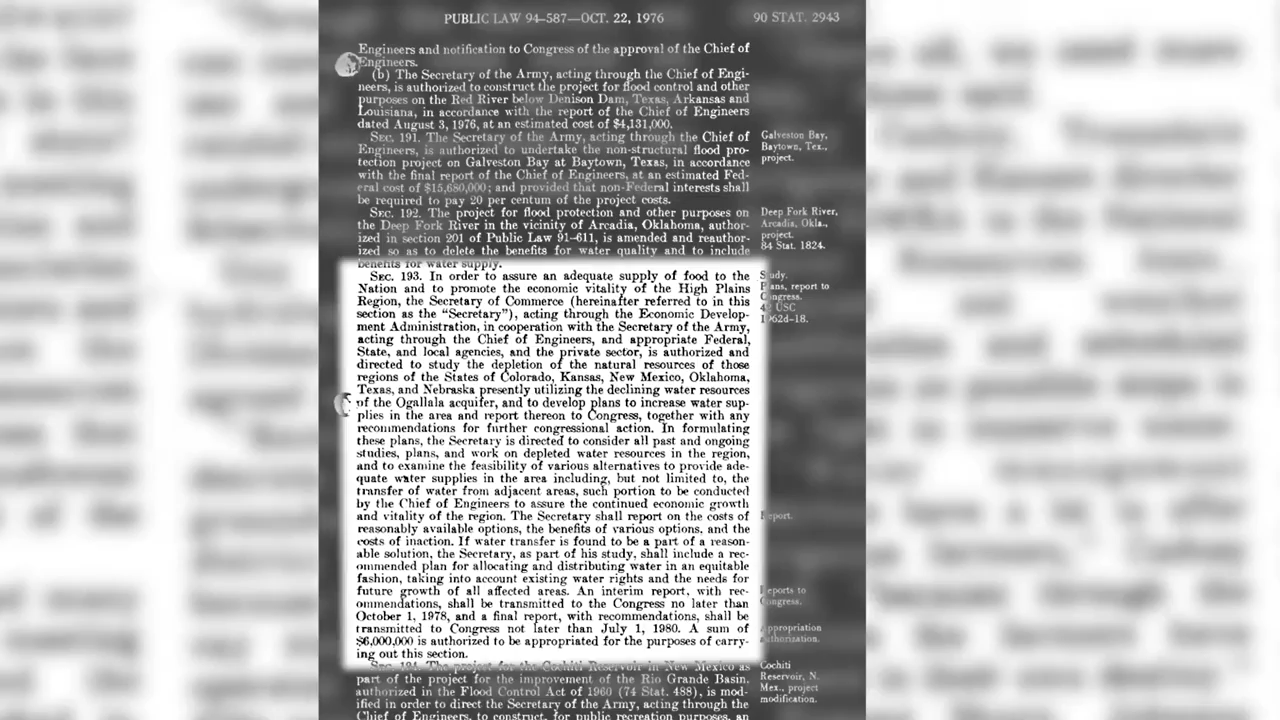 PUBLIC LAW 94–587—OCT. 22, 1976
90 STAT. 2943
Engineers and notification to Congress of the approval of the Chief of
Engineers.
(b) The Secretary of the Army, acting through the Chief of Engi-
neers, is authorized to construct the project for flood control and other
purposes on the Red River below Denison Dam, Texas, Arkansas and
Louisiana, in accordance with the report of the Chief of Engineers
dated August 3, 1976, at an estimated cost of $4,131,000.
SEC. 191. The Secretary of the Army, acting through the Chief of
Engineers, is authorized to undertake the non-structural flood pro-
tection project on Galveston Bay at Baytown, Texas, in accordance
with the final report of the Chief of Engineers, at an estimated Fed-
eral cost of $15,680,000; and provided that non-Federal interests shall
be required to pay 20 per centum of the project costs.
Galveston Bay,
Baytown, Tex.,
project.
SEC. 192. The project for flood protection and other purposes on
the Deep Fork River in the vicinity of Arcadia, Oklahoma, author-
ized in section 201 of Public Law 91–611, is amended and reauthor-
ized so as to delete the benefits for water quality and to include
benefits for water supply.
Deep Fork River,
Arcadia, Okla.,
project.
84 Stat. 1824.
SEC. 193. In order to assure an adequate supply of food to the
Nation and to promote the economic vitality of the High Plains
Region, the Secretary of Commerce (hereinafter referred to in this
section as the "Secretary"), acting through the Economic Develop-
ment Administration, in cooperation with the Secretary of the Army,
acting through the Chief of Engineers, and appropriate Federal,
State, and local agencies, and the private sector, is authorized and
directed to study the depletion of the natural resources of those
regions of the States of Colorado, Kansas, New Mexico, Oklahoma,
Texas, and Nebraska presently utilizing the declining water resources
of the Ogallala acquifer, and to develop plans to increase water sup-
plies in the area and report thereon to Congress, together with any
recommendations for further congressional action. In formulating
these plans, the Secretary is directed to consider all past and ongoing
studies, plans, and work on depleted water resources in the region,
and to examine the feasibility of various alternatives to provide ade-
quate water supplies in the area including, but not limited to, the
transfer of water from adjacent areas, such portion to be conducted
by the Chief of Engineers to assure the continued economic growth
and vitality of the region. The Secretary shall report on the costs of
reasonably available options, the benefits of various options, and the
costs of inaction. If water transfer is found to be a part of a reason-
able solution, the Secretary, as part of his study, shall include a rec-
ommended plan for allocating and distributing water in an equitable
fashion, taking into account existing water rights and the needs for
future growth of all affected areas. An interim report, with rec-
ommendations, shall be transmitted to the Congress no later than
October 1, 1978, and a final report, with recommendations, shall be
transmitted to Congress not later than July 1, 1980. A sum of
$6,000,000 is authorized to be appropriated for the purposes of carry-
ing out this section.
Study.
Plans, report to
Congress.
42 USC
1962d-18.
Report.
Reports to
Congress.
Appropriation
authorization.
SEC. 194. The project for the Cochiti Reservoir in New Mexico as
part of the project for the improvement of the Rio Grande Basin,
authorized in the Flood Control Act of 1960 (74 Stat. 488), is mod-
ified in order to direct the Secretary of the Army, acting through the
Chief of Engineers, to construct, for public recreation purposes, an
Cochiti
Reservoir, N.
Mex., project
modification.